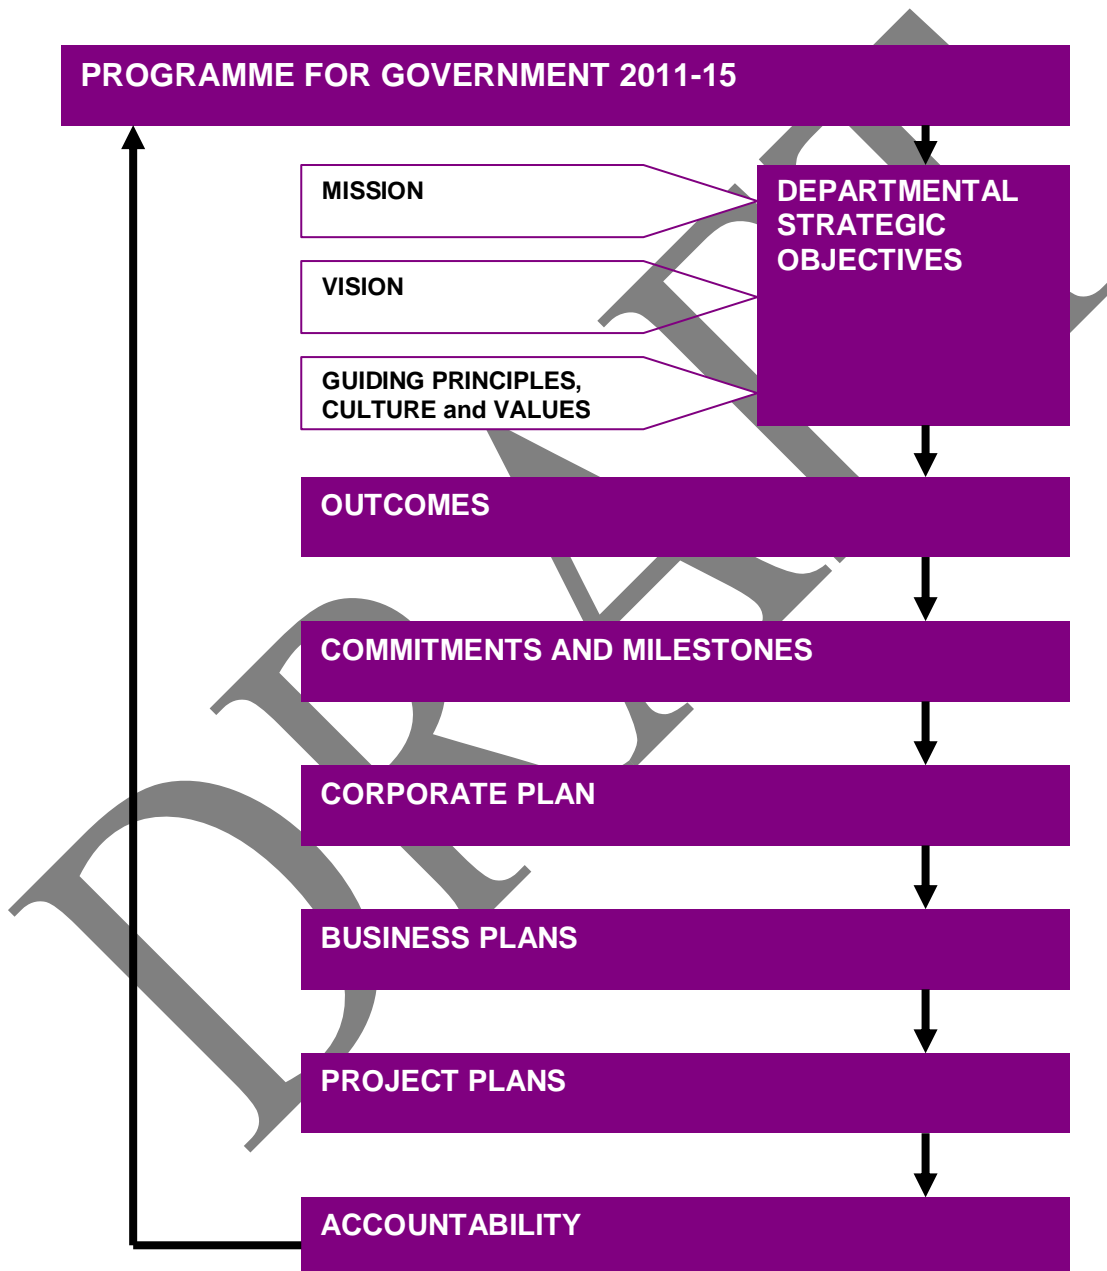 PROGRAMME FOR GOVERNMENT 2011-15
MISSION
DEPARTMENTAL
STRATEGIC
OBJECTIVES
VISION
GUIDING PRINCIPLES,
CULTURE and VALUES
OUTCOMES
COMMITMENTS AND MILESTONES
CORPORATE PLAN
BUSINESS PLANS
PROJECT PLANS
ACCOUNTABILITY
DRAFT